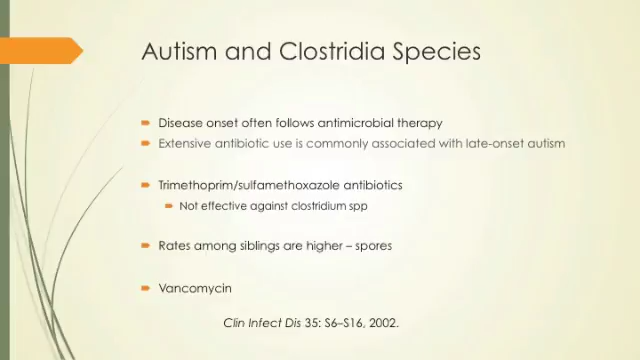 Autism and Clostridia Species
Disease onset often follows antimicrobial therapy
Extensive antibiotic use is commonly associated with late-onset autism
Trimethoprim/sulfamethoxazole antibiotics
Not effective against clostridium spp
Rates among siblings are higher – spores
Vancomycin
Clin Infect Dis 35: S6–S16, 2002.